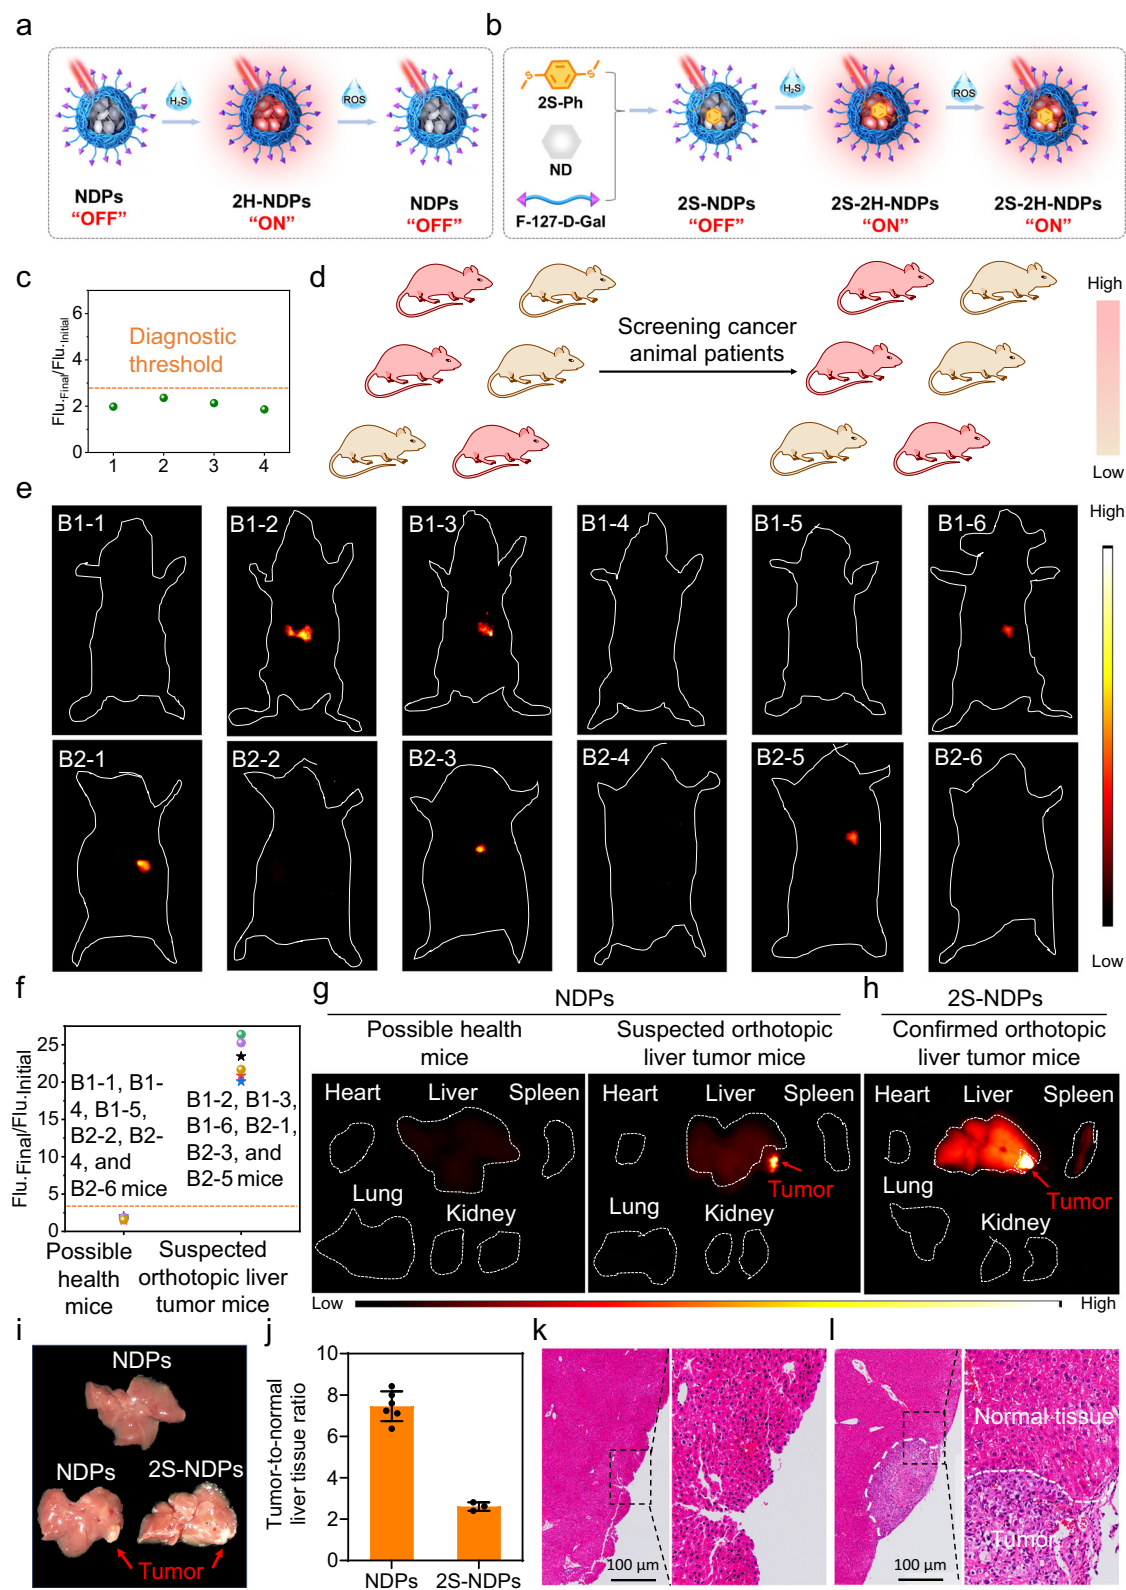 a
H₂S
ROS
NDPs
"OFF"
2H-NDPs
"ON"
NDPs
"OFF"
b
S
S
2S-Ph
ND
F-127-D-Gal
H₂S
ROS
2S-NDPs
"OFF"
2S-2H-NDPs
"ON"
2S-2H-NDPs
"ON"
c
Flu.Final/Flu.Initial
6
4
2
0
Diagnostic
threshold
1 2 3 4
d
Screening cancer
animal patients
High
Low
e
B1-1
B1-2
B1-3
B1-4
B1-5
B1-6
High
B2-1
B2-2
B2-3
B2-4
B2-5
B2-6
Low
f
Flu.Final/Flu.Initial
25
20
15
10
5
0
B1-1, B1-
4, B1-5,
B2-2, B2-
4, and
B2-6 mice
B1-2, B1-3,
B1-6, B2-1,
B2-3, and
B2-5 mice
Possible
health
mice
Suspected
orthotopic liver
tumor mice
g
NDPs
Possible health
mice
Heart
Liver
Spleen
Lung
Kidney
Suspected orthotopic
liver tumor mice
Heart
Liver
Spleen
Tumor
Lung
Kidney
h
2S-NDPs
Confirmed orthotopic
liver tumor mice
Heart
Liver
Spleen
Lung
Tumor
Kidney
Low
High
i
NDPs
NDPs
2S-NDPs
Tumor
j
Tumor-to-normal
liver tissue ratio
10
8
6
4
2
0
NDPs
2S-NDPs
k
100 μm
l
Normal tissue
Tumor
100 μm